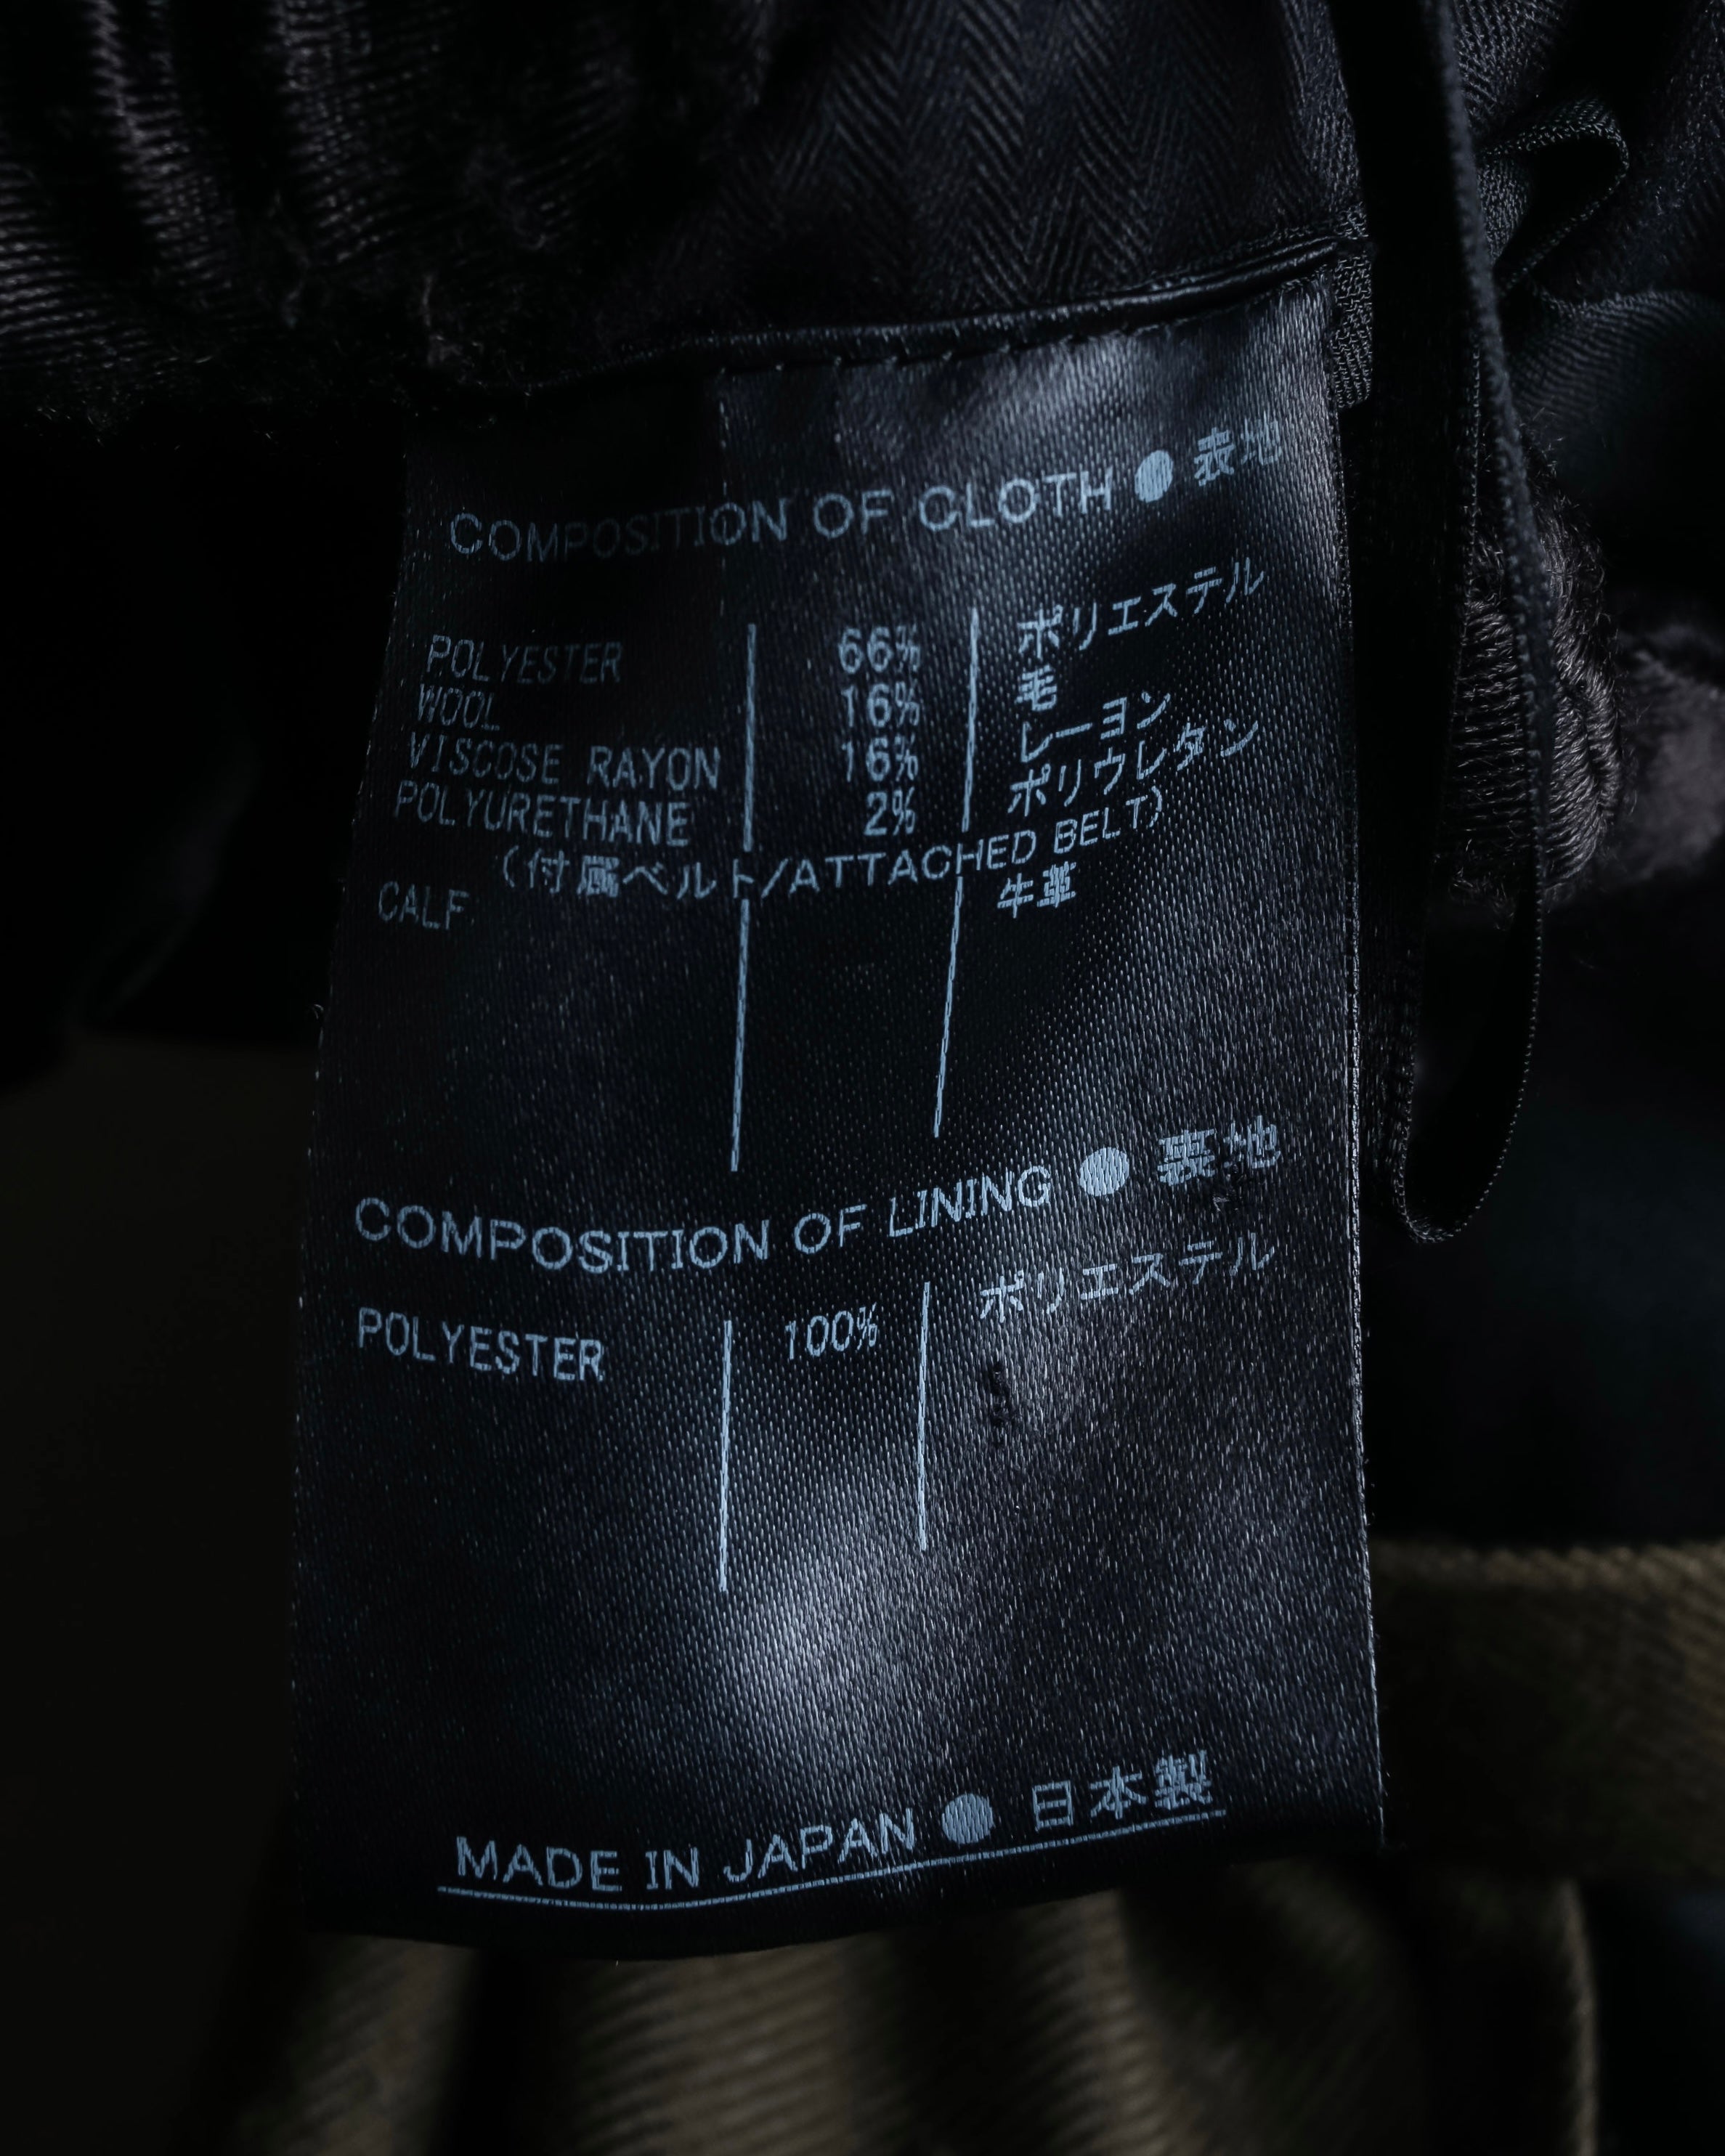 COMPOSITION OF CLOTH ● 表地
POLYESTER 66% ポリエステル
WOOL 16% 毛
VISCOSE RAYON 16% レーヨン
POLYURETHANE 2% ポリウレタン
(付属ベルト/ATTACHED BELT)
CALF 牛革
COMPOSITION OF LINING ● 裏地
POLYESTER 100% ポリエステル
MADE IN JAPAN ● 日本製